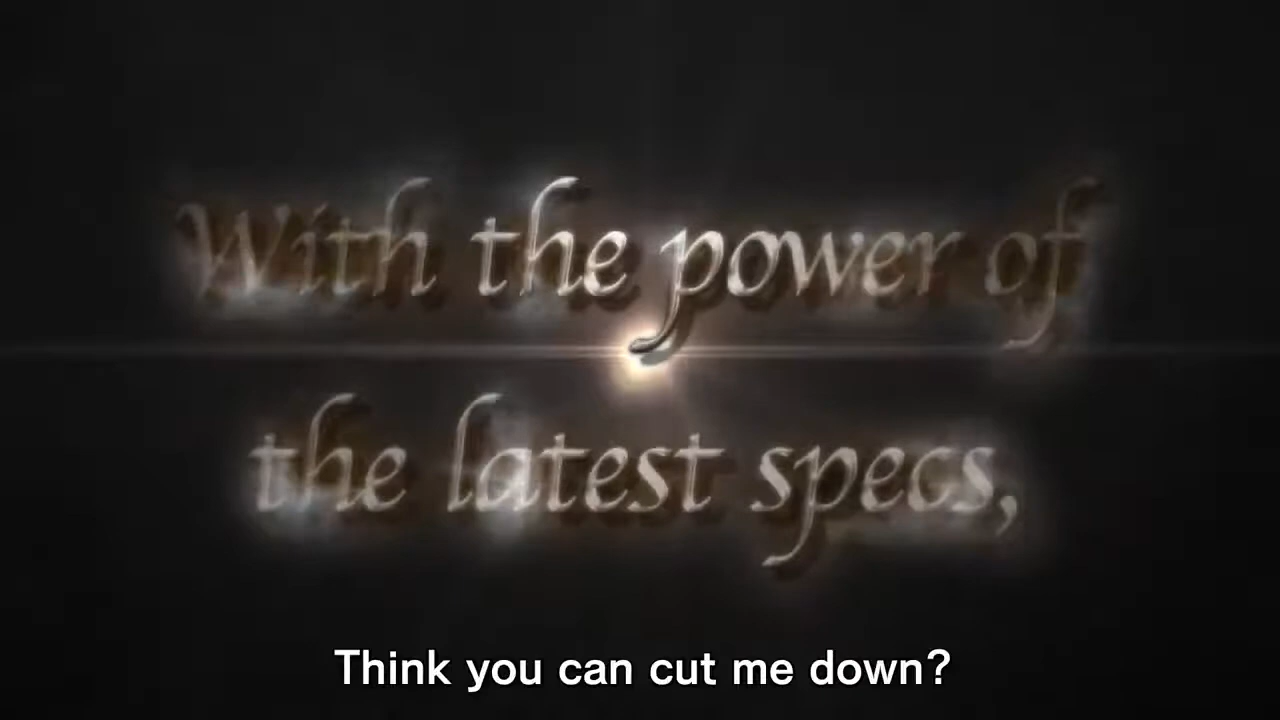 With the power of
the latest specs,
Think you can cut me down?